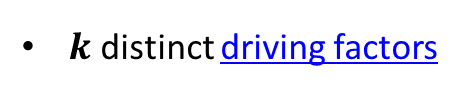 • k distinct driving factors